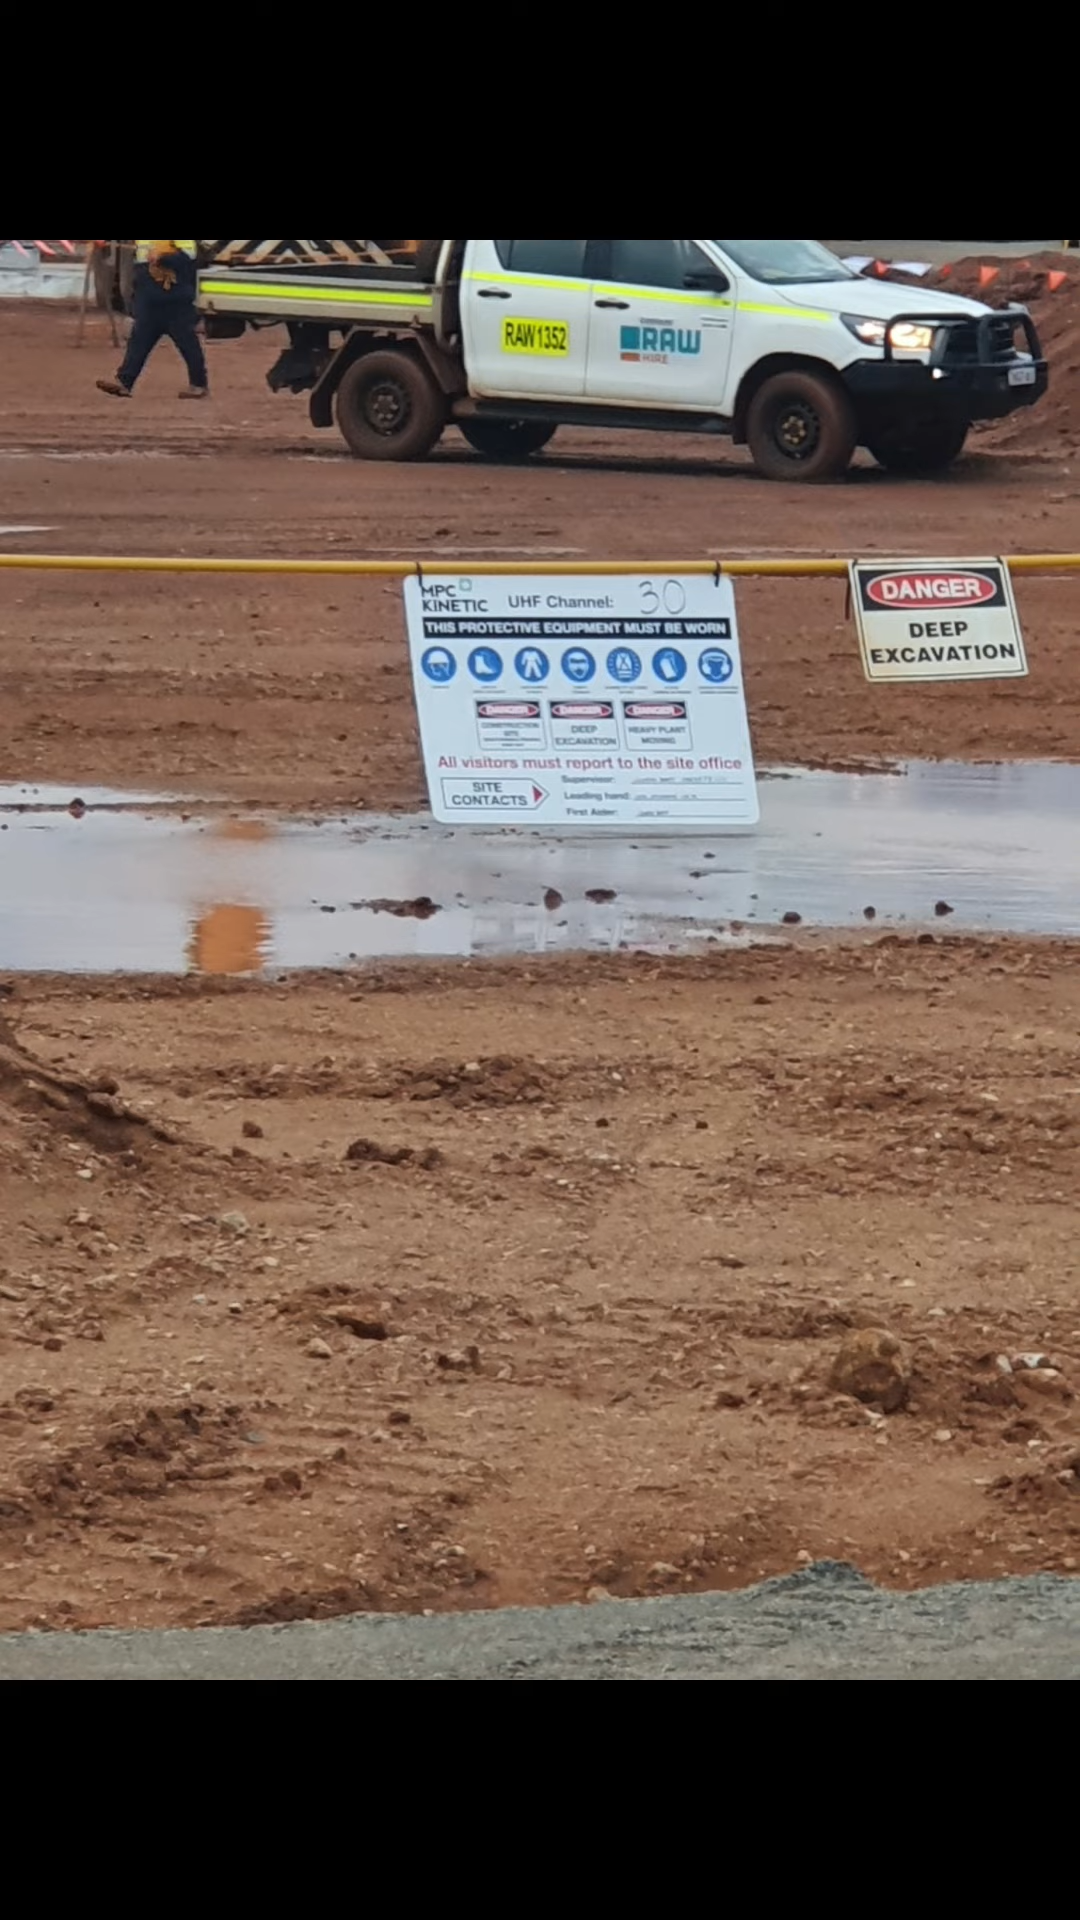 RAW1352
RAW
HIRE
MPC
KINETIC
UHF Channel: 30
THIS PROTECTIVE EQUIPMENT MUST BE WORN
DANGER
CONSTRUCTION
SITE
DANGER
DEEP
EXCAVATION
DANGER
HEAVY PLANT
MOVING
All visitors must report to the site office
SITE
CONTACTS
Supervisor:
Leading hand:
First Aider:
DANGER
DEEP
EXCAVATION